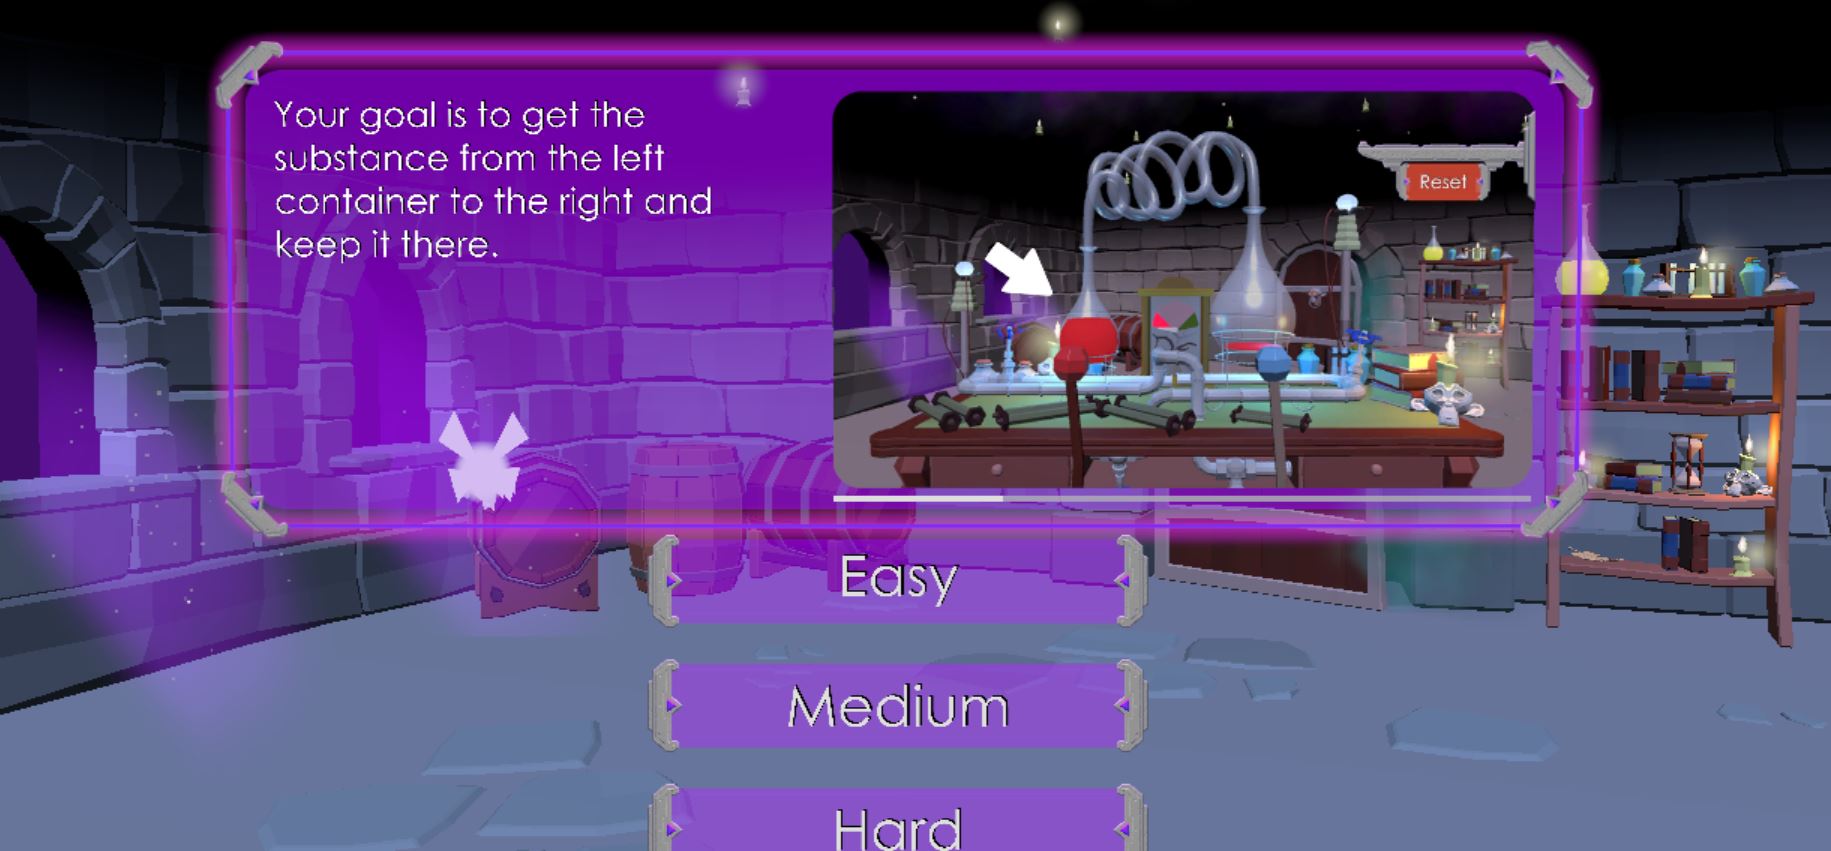 Your goal is to get the
substance from the left
container to the right and
keep it there.
Reset
Easy
Medium
Hard